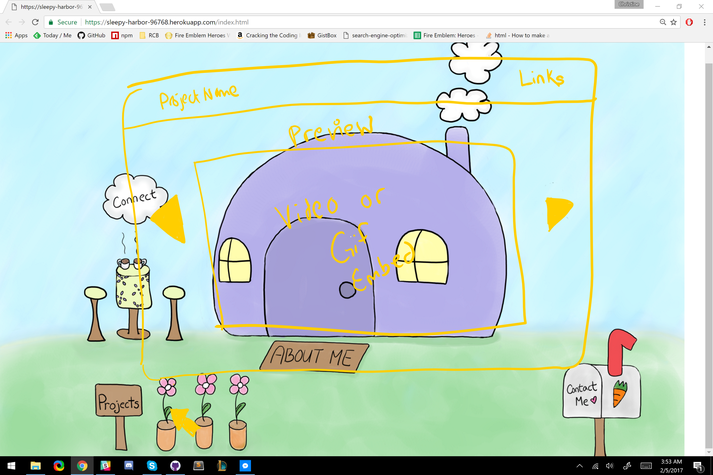 https://sleepy-harbor-96
Christine
Secure
https://sleepy-harbor-96768.herokuapp.com/index.html
Apps
Today / Me
GitHub
npm
RCB
Fire Emblem Heroes
Cracking the Coding
GistBox
search-engine-optim
Fire Emblem: Heroes
html - How to make
Project Name
Links
Preview
Connect
Video or
Gif
Embed
ABOUT ME
Projects
Contact
Me
3:53 AM
2/5/2017